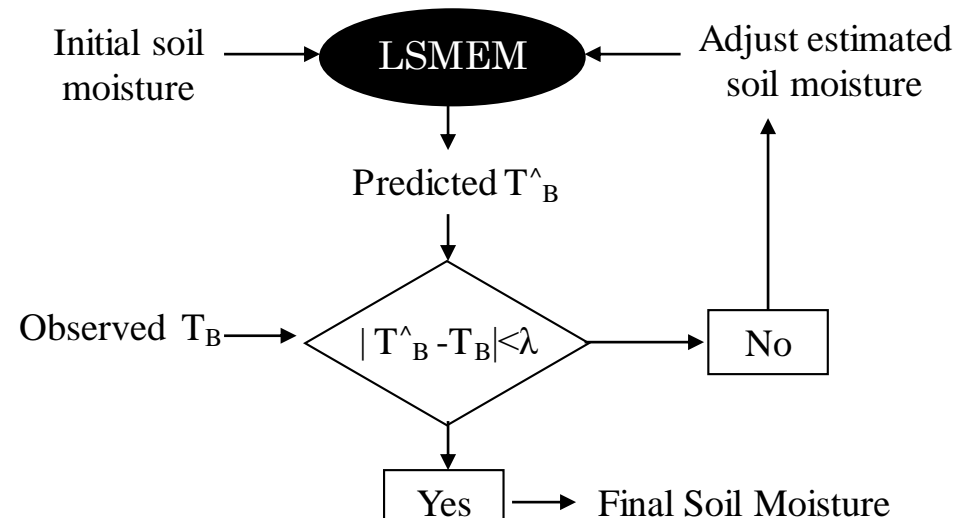 Initial soil
moisture
LSMEM
Adjust estimated
soil moisture
Predicted T^B
Observed TB
| T^B -TB|<λ
No
Yes
Final Soil Moisture